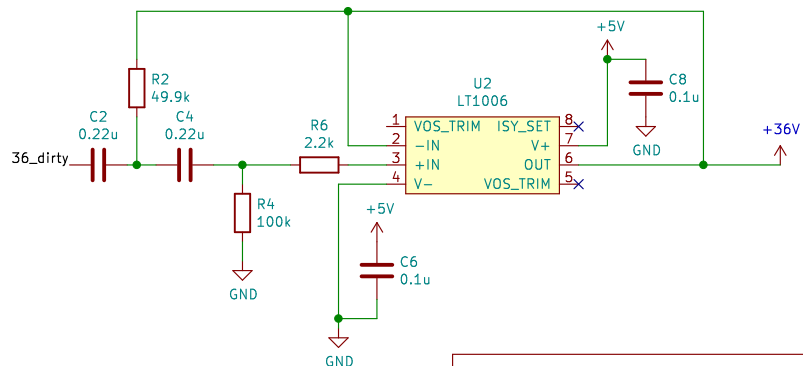 +5V
R2
49.9k
U2
LT1006
C8
0.1u
C2
0.22u
C4
0.22u
R6
2.2k
1 VOS_TRIM ISY_SET 8
2 -IN V+ 7
3 +IN OUT 6
4 V- VOS_TRIM 5
GND
+36V
36_dirty
R4
100k
+5V
C6
0.1u
GND
GND